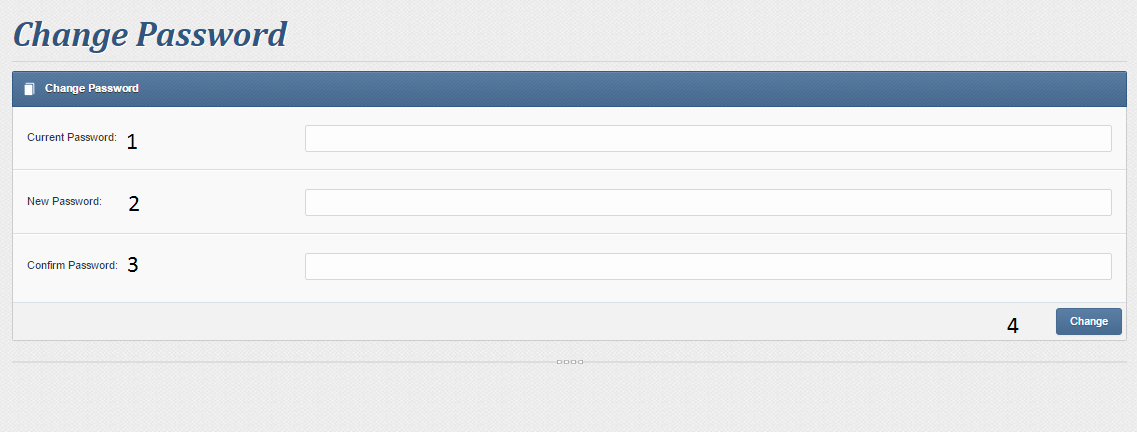 Change Password
Change Password
Current Password: 1
New Password: 2
Confirm Password: 3
4 Change